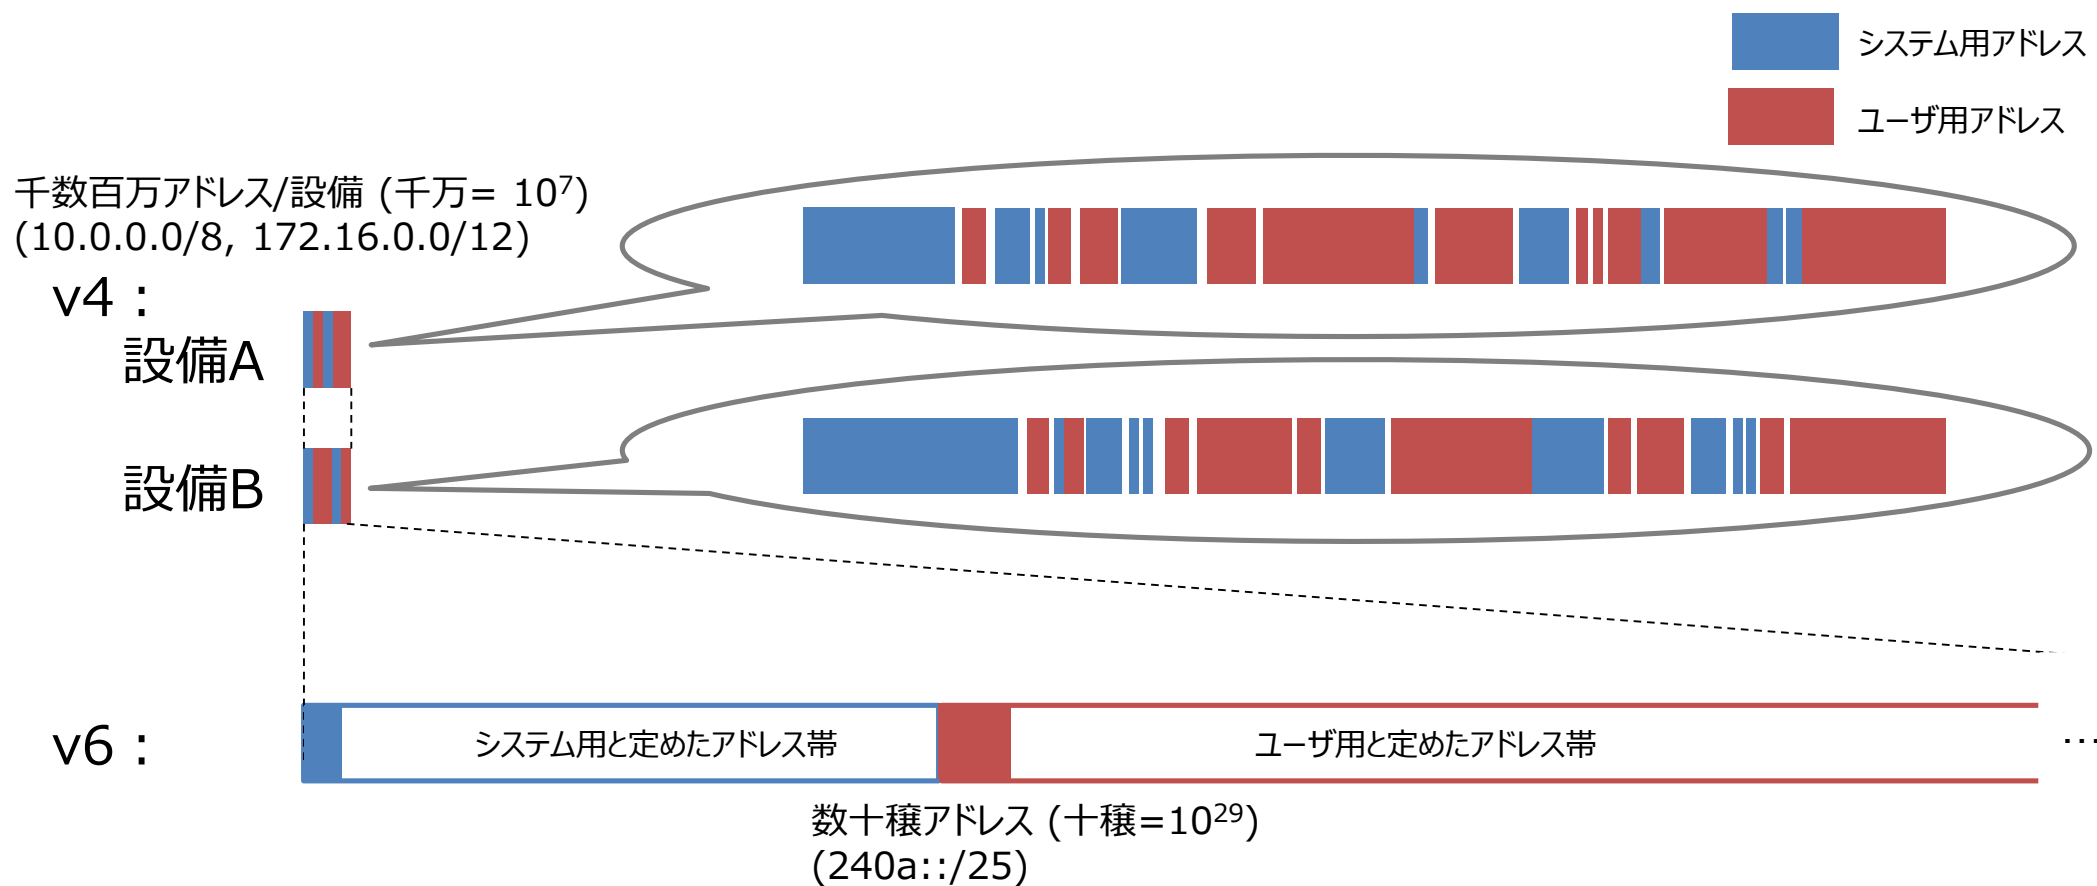 システム用アドレス
ユーザ用アドレス
千数百万アドレス/設備 (千万= 10⁷)
(10.0.0.0/8, 172.16.0.0/12)
v4：
設備A
設備B
v6：
システム用と定めたアドレス帯
ユーザ用と定めたアドレス帯
…
数十穣アドレス (十穣=10²⁹)
(240a::/25)